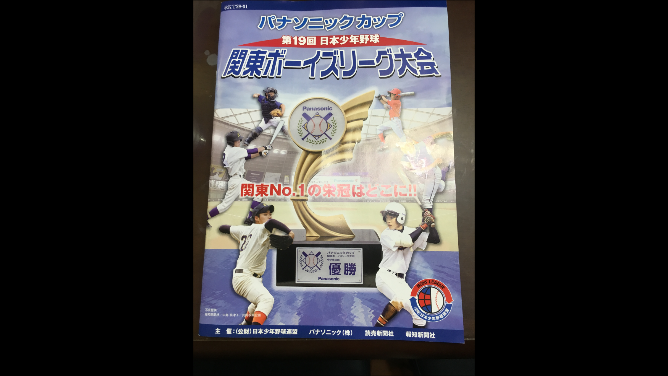 パナソニックカップ
第19回 日本少年野球
関東ボーイズリーグ大会
Panasonic
関東No.1の栄冠はどこに!!
優勝
Panasonic
主 催:(公財)日本少年野球連盟 パナソニック(株) 読売新聞社 報知新聞社